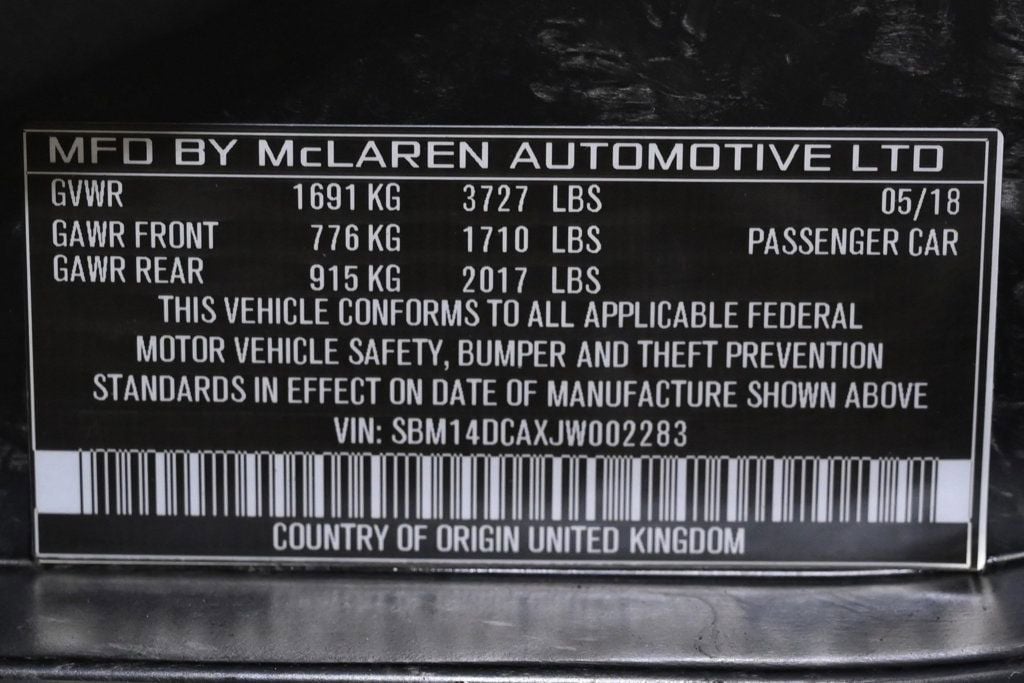 MFD BY McLAREN AUTOMOTIVE LTD
GVWR 1691 KG 3727 LBS 05/18
GAWR FRONT 776 KG 1710 LBS PASSENGER CAR
GAWR REAR 915 KG 2017 LBS
THIS VEHICLE CONFORMS TO ALL APPLICABLE FEDERAL
MOTOR VEHICLE SAFETY, BUMPER AND THEFT PREVENTION
STANDARDS IN EFFECT ON DATE OF MANUFACTURE SHOWN ABOVE
VIN: SBM14DCAXJW002283
COUNTRY OF ORIGIN UNITED KINGDOM